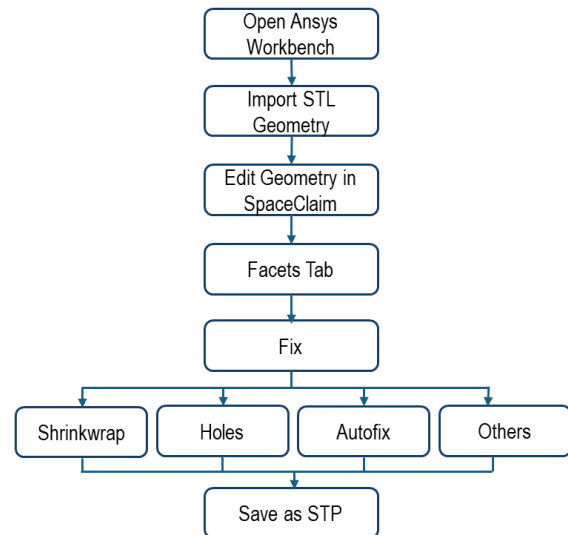 Open Ansys
Workbench
Import STL
Geometry
Edit Geometry in
SpaceClaim
Facets Tab
Fix
Shrinkwrap
Holes
Autofix
Others
Save as STP